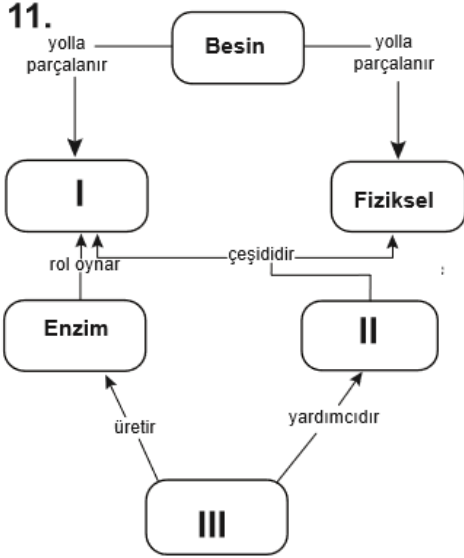 11.
Besin
yolla
parçalanır
yolla
parçalanır
I
Fiziksel
çeşididir
rol oynar
:
Enzim
II
üretir
yardımcıdır
III